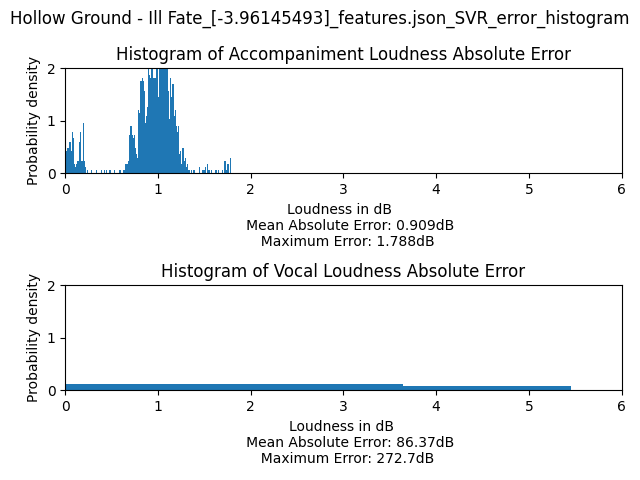 Hollow Ground - Ill Fate_[-3.96145493]_features.json_SVR_error_histogram
Histogram of Accompaniment Loudness Absolute Error
Probability density
2
1
0
0 1 2 3 4 5 6
Loudness in dB
Mean Absolute Error: 0.909dB
Maximum Error: 1.788dB
Histogram of Vocal Loudness Absolute Error
Probability density
2
1
0
0 1 2 3 4 5 6
Loudness in dB
Mean Absolute Error: 86.37dB
Maximum Error: 272.7dB